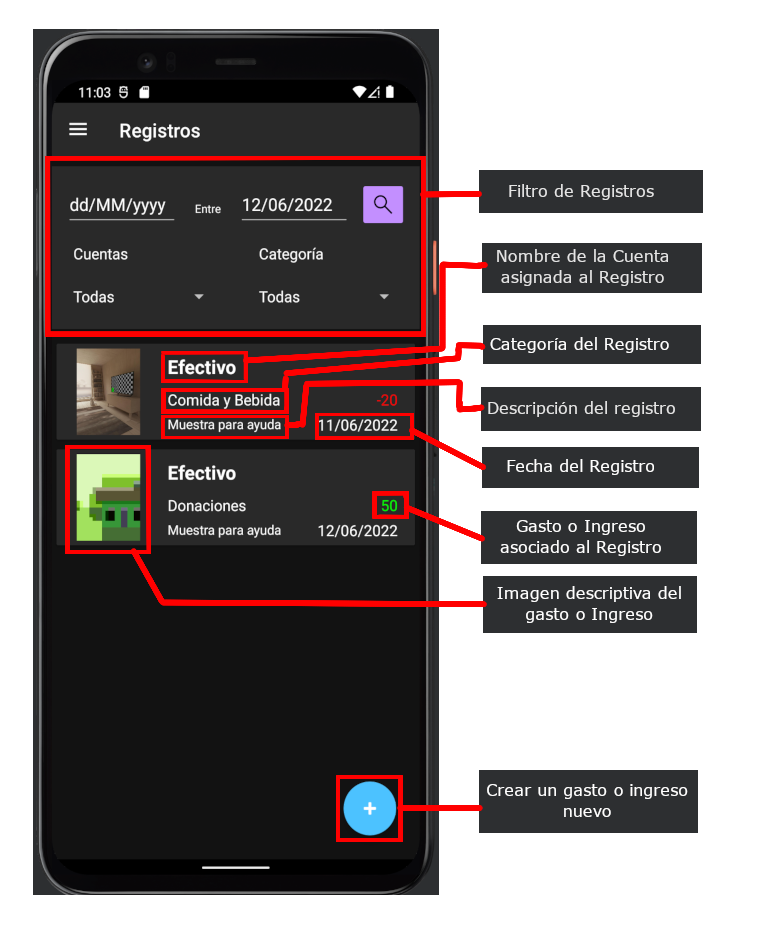 11:03
Registros
dd/MM/yyyy Entre 12/06/2022
Cuentas Categoría
Todas Todas
Efectivo
Comida y Bebida -20
Muestra para ayuda 11/06/2022
Efectivo
Donaciones 50
Muestra para ayuda 12/06/2022
+
Filtro de Registros
Nombre de la Cuenta
asignada al Registro
Categoría del Registro
Descripción del registro
Fecha del Registro
Gasto o Ingreso
asociado al Registro
Imagen descriptiva del
gasto o Ingreso
Crear un gasto o ingreso
nuevo